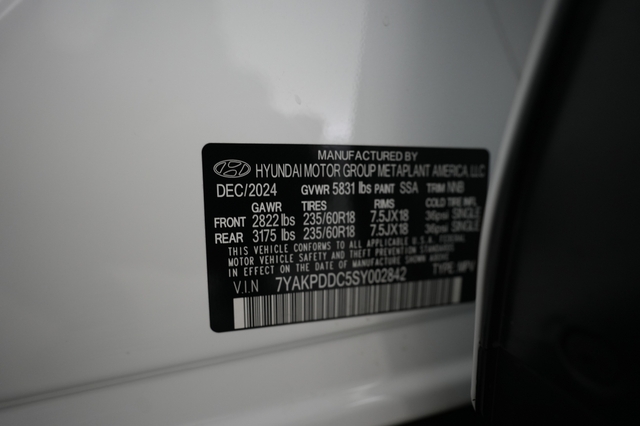 MANUFACTURED BY
HYUNDAI MOTOR GROUP METAPLANT AMERICA, LLC
DEC/2024 GVWR 5831 lbs PAINT SSA TRIM NNB
GAWR TIRES RIMS COLD TIRE INFL
FRONT 2822 lbs 235/60R18 7.5JX18 36psi SINGLE
REAR 3175 lbs 235/60R18 7.5JX18 36psi SINGLE
THIS VEHICLE CONFORMS TO ALL APPLICABLE U.S.A. FEDERAL
MOTOR VEHICLE SAFETY AND THEFT PREVENTION STANDARDS
IN EFFECT ON THE DATE OF MANUFACTURE SHOWN ABOVE
V.I.N 7YAKPDDC5SY002842 TYPE MPV